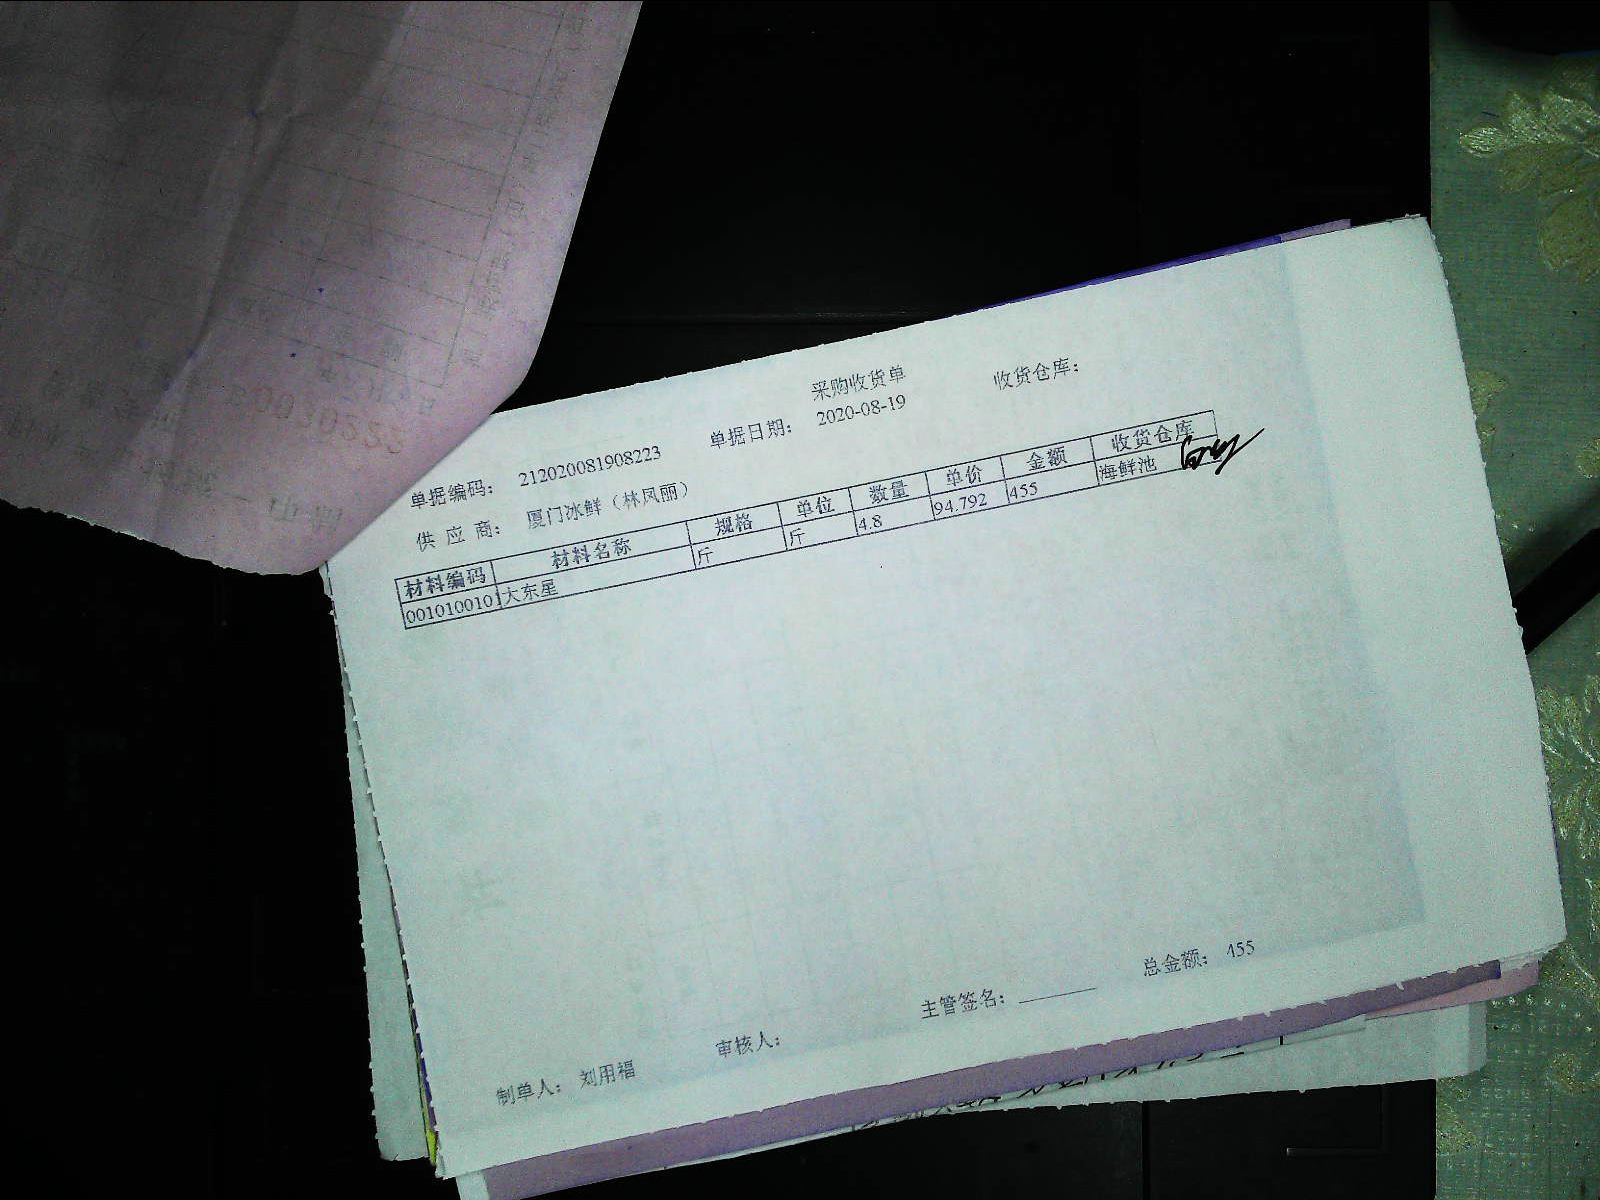 采购收货单
收货仓库：
单据编码： 212020081908223 单据日期： 2020-08-19
供 应 商： 厦门冰鲜（林凤丽）
材料编码 材料名称 规格 单位 数量 单价 金额 收货仓库
0010100101 大东星 斤 斤 4.8 94.792 455 海鲜池
制单人： 刘用福 审核人： 主管签名： 总金额： 455